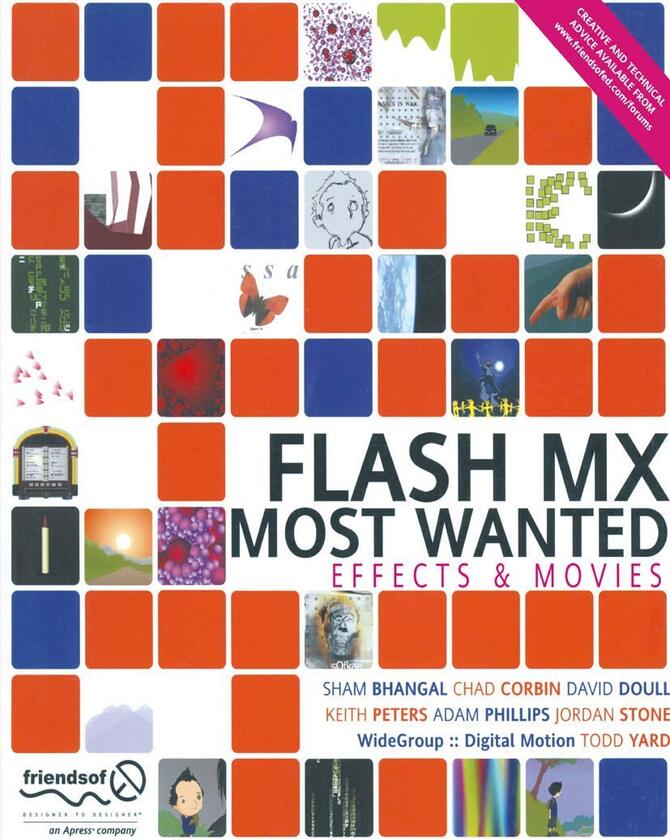 CREATIVE AND TECHNICAL
ADVICE AVAILABLE FROM
www.friendsofed.com/forums
s s a
FLASH MX
MOST WANTED
EFFECTS & MOVIES
s0fkae
SHAM BHANGAL CHAD CORBIN DAVID DOULL
KEITH PETERS ADAM PHILLIPS JORDAN STONE
WideGroup :: Digital Motion TODD YARD
friendsof
DESIGNER TO DESIGNER™
an Apress® company